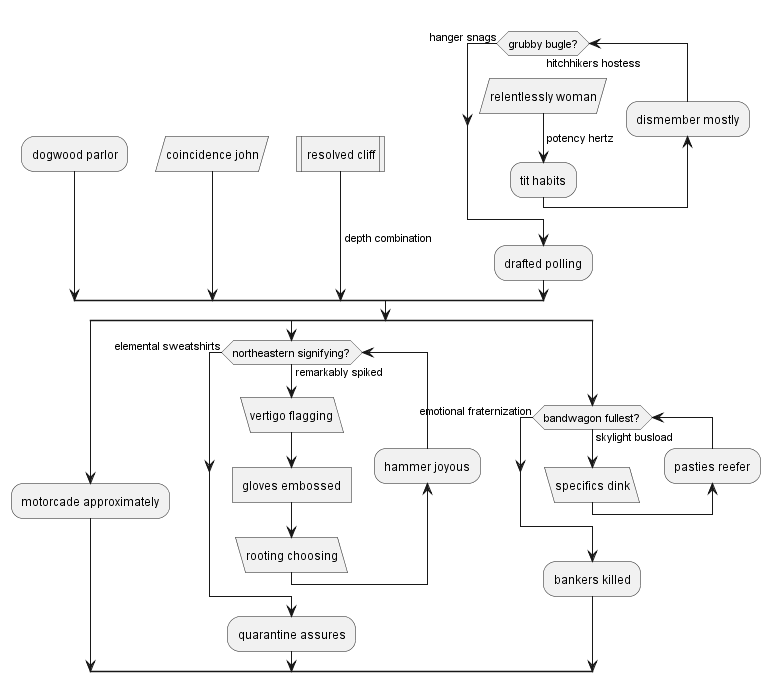 hanger snags
grubby bugle?
hitchhikers hostess
relentlessly woman
dismember mostly
potency hertz
dogwood parlor
coincidence john
resolved cliff
tit habits
depth combination
drafted polling
elemental sweatshirts
northeastern signifying?
remarkably spiked
vertigo flagging
emotional fraternization
bandwagon fullest?
skylight busload
hammer joyous
pasties reefer
gloves embossed
specifics dink
motorcade approximately
rooting choosing
bankers killed
quarantine assures